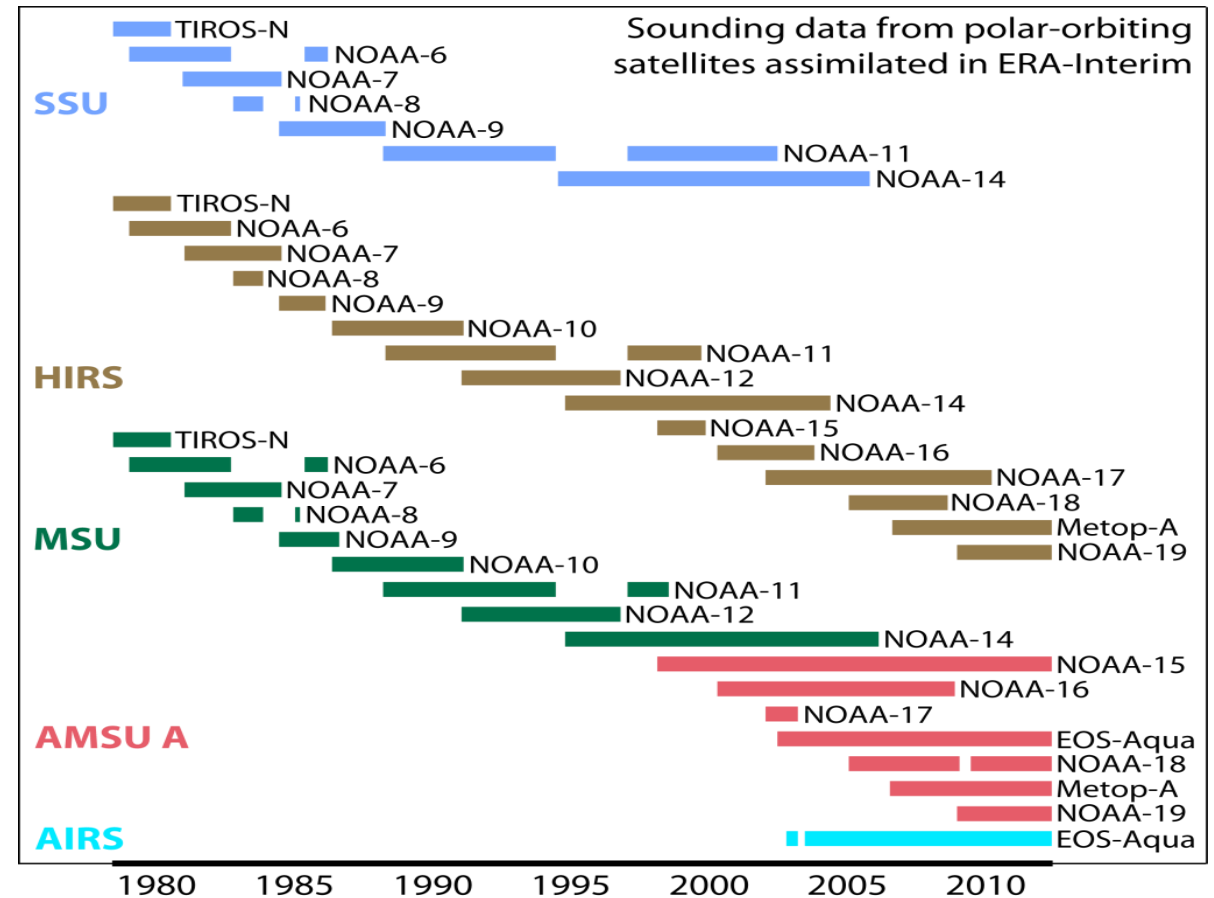 Sounding data from polar-orbiting
satellites assimilated in ERA-Interim
TIROS-N
NOAA-6
NOAA-7
SSU
NOAA-8
NOAA-9
NOAA-11
NOAA-14
TIROS-N
NOAA-6
NOAA-7
NOAA-8
NOAA-9
NOAA-10
NOAA-11
HIRS
NOAA-12
NOAA-14
NOAA-15
TIROS-N
NOAA-16
NOAA-6
NOAA-17
NOAA-7
NOAA-18
NOAA-8
Metop-A
MSU
NOAA-9
NOAA-19
NOAA-10
NOAA-11
NOAA-12
NOAA-14
NOAA-15
NOAA-16
NOAA-17
AMSU A
EOS-Aqua
NOAA-18
Metop-A
NOAA-19
AIRS
EOS-Aqua
1980 1985 1990 1995 2000 2005 2010